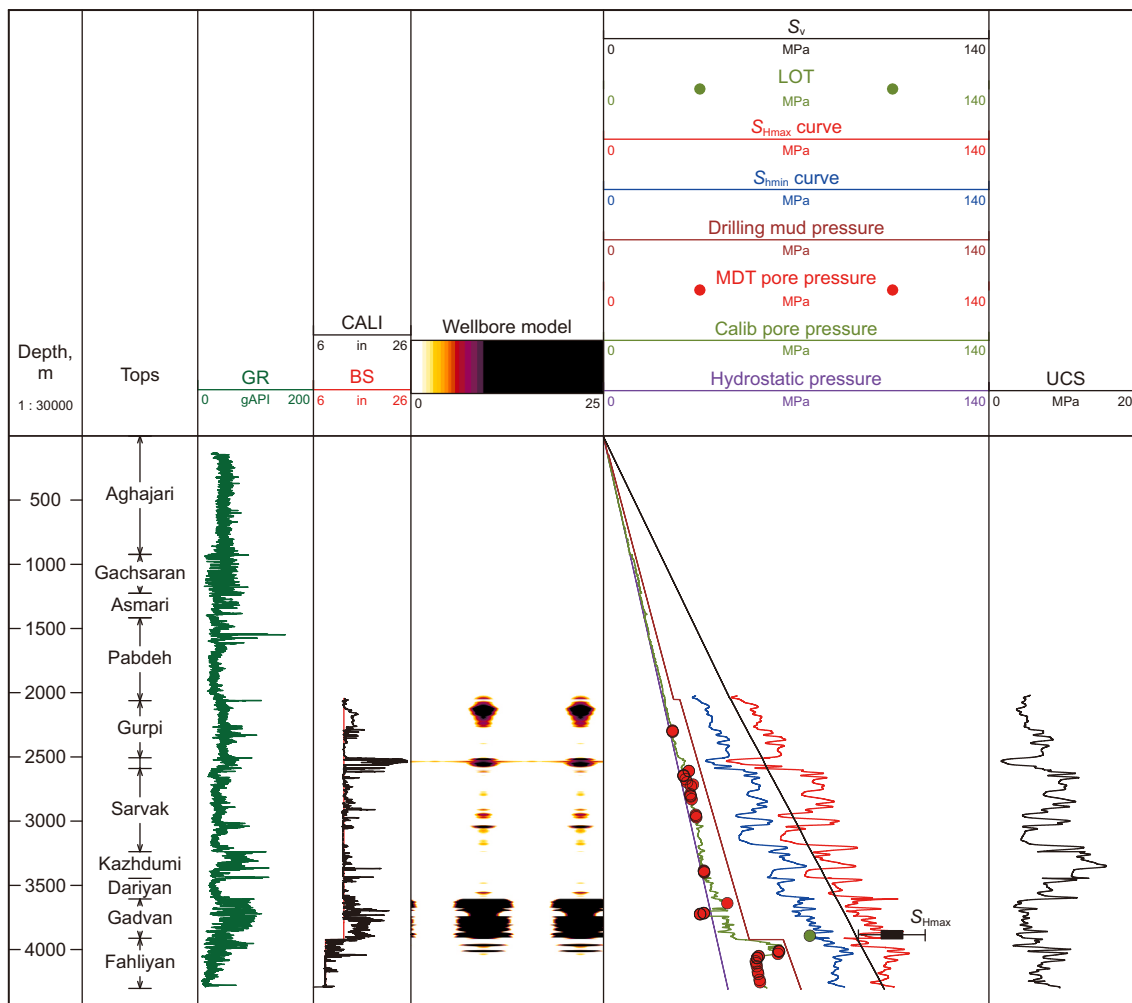 Depth,
m
1 : 30000
Tops
GR
0 gAPI 200
CALI
6 in 26
BS
6 in 26
Wellbore model
0 25
Sv
0 MPa 140
LOT
0 MPa 140
SHmax curve
0 MPa 140
Shmin curve
0 MPa 140
Drilling mud pressure
0 MPa 140
MDT pore pressure
0 MPa 140
Calib pore pressure
0 MPa 140
Hydrostatic pressure
0 MPa 140
UCS
0 MPa 20
500
1000
1500
2000
2500
3000
3500
4000
Aghajari
Gachsaran
Asmari
Pabdeh
Gurpi
Sarvak
Kazhdumi
Dariyan
Gadvan
Fahliyan
SHmax